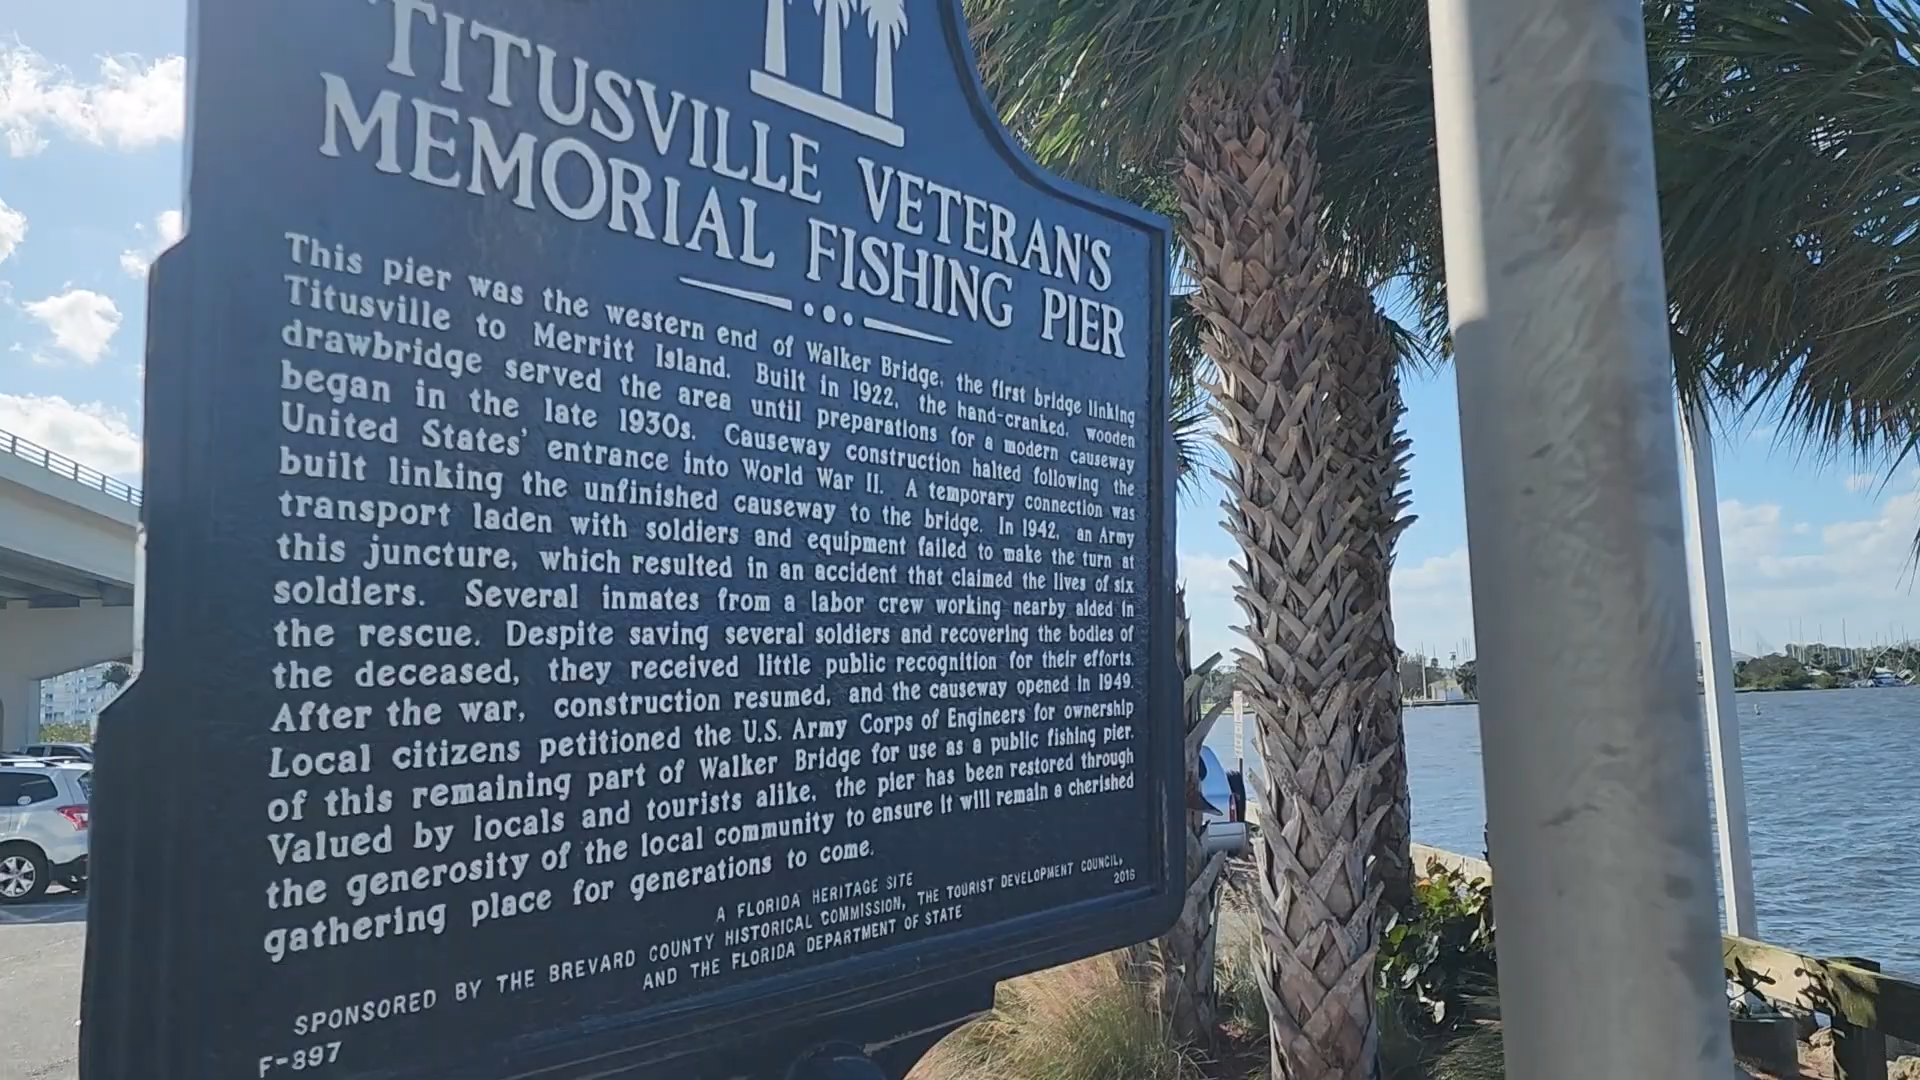 TITUSVILLE VETERAN'S
MEMORIAL FISHING PIER
This pier was the western end of Walker Bridge, the first bridge linking
Titusville to Merritt Island. Built in 1922, the hand-cranked, wooden
drawbridge served the area until preparations for a modern causeway
began in the late 1930s. Causeway construction halted following the
United States' entrance into World War II. A temporary connection was
built linking the unfinished causeway to the bridge. In 1942, an Army
transport laden with soldiers and equipment failed to make the turn at
this juncture, which resulted in an accident that claimed the lives of six
soldiers. Several inmates from a labor crew working nearby aided in
the rescue. Despite saving several soldiers and recovering the bodies of
the deceased, they received little public recognition for their efforts.
After the war, construction resumed, and the causeway opened in 1949.
Local citizens petitioned the U.S. Army Corps of Engineers for ownership
of this remaining part of Walker Bridge for use as a public fishing pier.
Valued by locals and tourists alike, the pier has been restored through
the generosity of the local community to ensure it will remain a cherished
gathering place for generations to come.
A FLORIDA HERITAGE SITE
SPONSORED BY THE BREVARD COUNTY HISTORICAL COMMISSION, THE TOURIST DEVELOPMENT COUNCIL,
AND THE FLORIDA DEPARTMENT OF STATE
F-897
2016